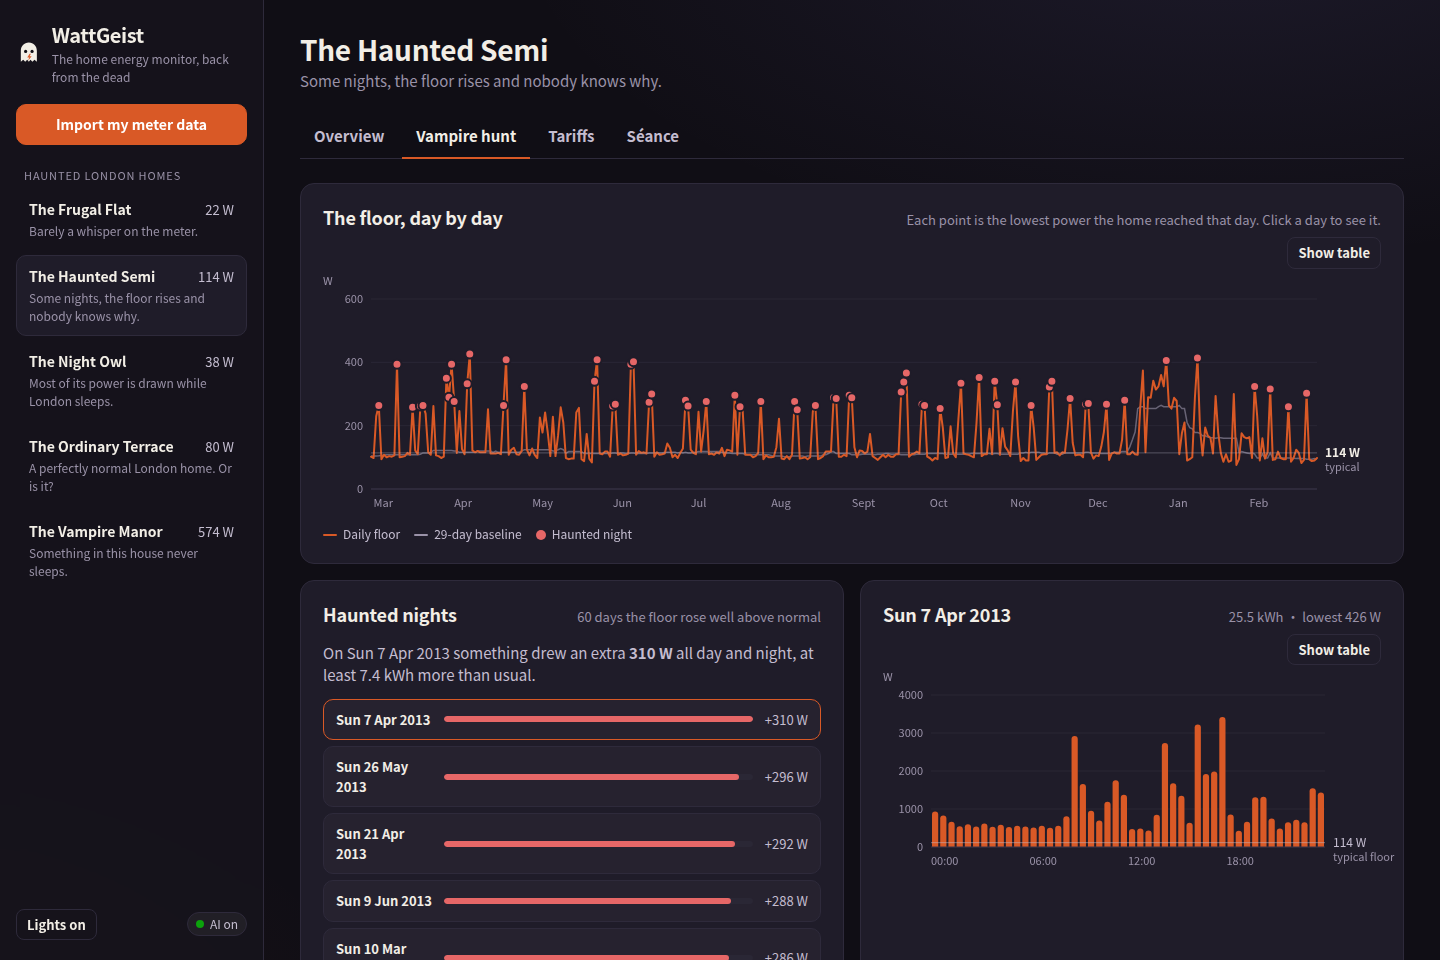 WattGeist
The home energy monitor, back
from the dead
Import my meter data
HAUNTED LONDON HOMES
The Frugal Flat 22 W
Barely a whisper on the meter.
The Haunted Semi 114 W
Some nights, the floor rises and
nobody knows why.
The Night Owl 38 W
Most of its power is drawn while
London sleeps.
The Ordinary Terrace 80 W
A perfectly normal London home. Or
is it?
The Vampire Manor 574 W
Something in this house never
sleeps.
Lights on
AI on
The Haunted Semi
Some nights, the floor rises and nobody knows why.
Overview Vampire hunt Tariffs Séance
The floor, day by day
Each point is the lowest power the home reached that day. Click a day to see it.
Show table
W
600
400
200
0
Mar Apr May Jun Jul Aug Sept Oct Nov Dec Jan Feb
114 W
typical
Daily floor 29-day baseline Haunted night
Haunted nights
60 days the floor rose well above normal
On Sun 7 Apr 2013 something drew an extra 310 W all day and night, at
least 7.4 kWh more than usual.
Sun 7 Apr 2013 +310 W
Sun 26 May
2013 +296 W
Sun 21 Apr
2013 +292 W
Sun 9 Jun 2013 +288 W
Sun 10 Mar
+286 W
Sun 7 Apr 2013
25.5 kWh • lowest 426 W
Show table
W
4000
3000
2000
1000
0
00:00 06:00 12:00 18:00
114 W
typical floor